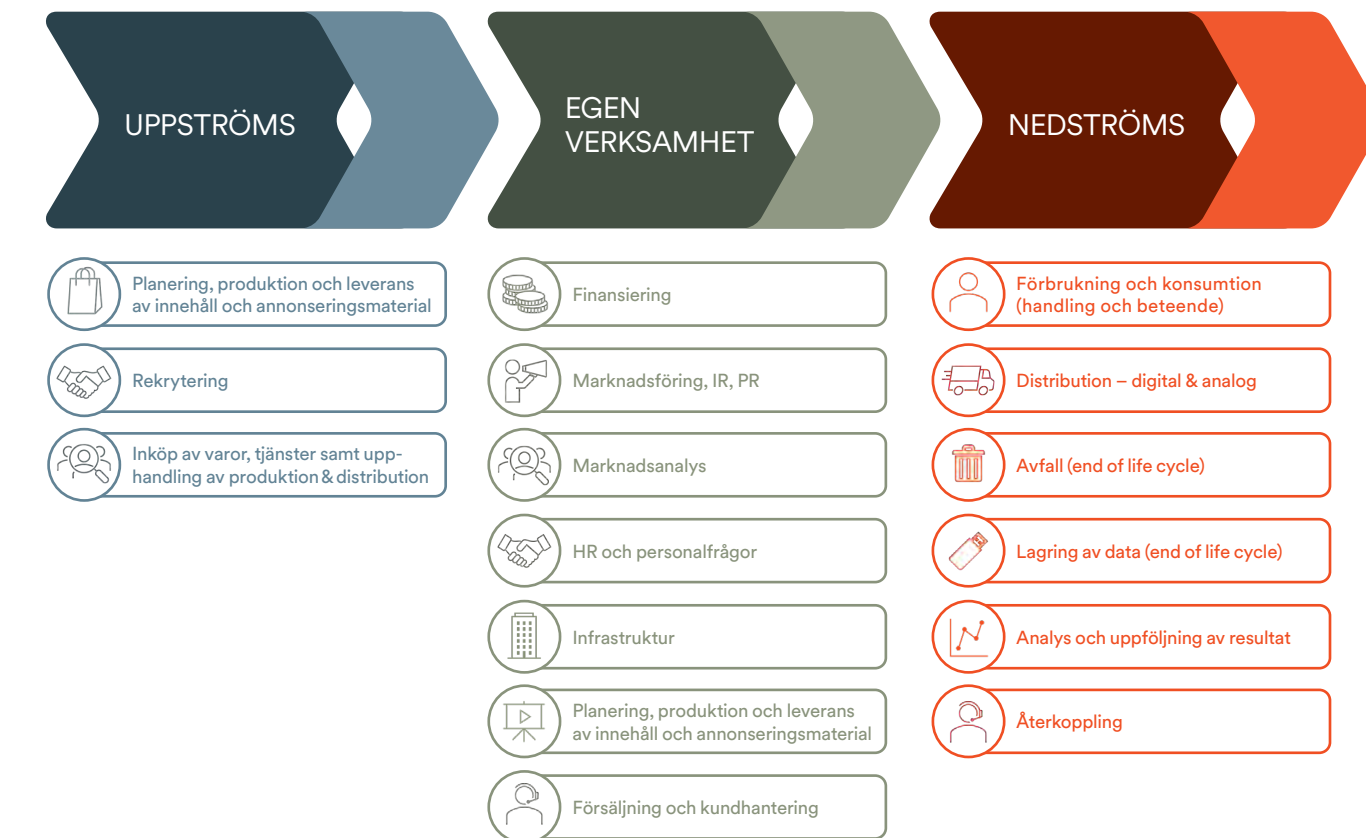 UPPSTRÖMS
Planering, produktion och leverans
av innehåll och annonseringsmaterial
Rekrytering
Inköp av varor, tjänster samt upp-
handling av produktion & distribution
EGEN
VERKSAMHET
Finansiering
Marknadsföring, IR, PR
Marknadsanalys
HR och personalfrågor
Infrastruktur
Planering, produktion och leverans
av innehåll och annonseringsmaterial
Försäljning och kundhantering
NEDSTRÖMS
Förbrukning och konsumtion
(handling och beteende)
Distribution – digital & analog
Avfall (end of life cycle)
Lagring av data (end of life cycle)
Analys och uppföljning av resultat
Återkoppling